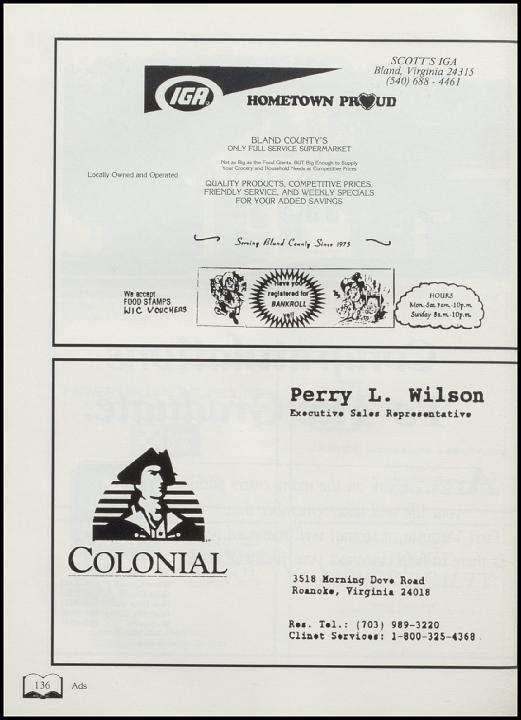 SCOTT'S IGA
Bland, Virginia 24315
(540) 688 - 4461
IGA
HOMETOWN PROUD
BLAND COUNTY'S
ONLY FULL SERVICE SUPERMARKET
Not as Big as the Food Giants, BUT Big Enough to Supply
Your Grocery and Household Needs at Competitive Prices
Locally Owned and Operated
QUALITY PRODUCTS, COMPETITIVE PRICES,
FRIENDLY SERVICE, AND WEEKLY SPECIALS
FOR YOUR ADDED SAVINGS
Serving Bland County Since 1975
We accept
FOOD STAMPS
WIC VOUCHERS
Have you
registered for
BANKROLL
yet!
HOURS
Mon.-Sat. 7am.-10p.m.
Sunday 8a.m.-10p.m.
Perry L. Wilson
Executive Sales Representative
COLONIAL
3518 Morning Dove Road
Roanoke, Virginia 24018
Res. Tel.: (703) 989-3220
Clinet Services: 1-800-325-4368
136 Ads